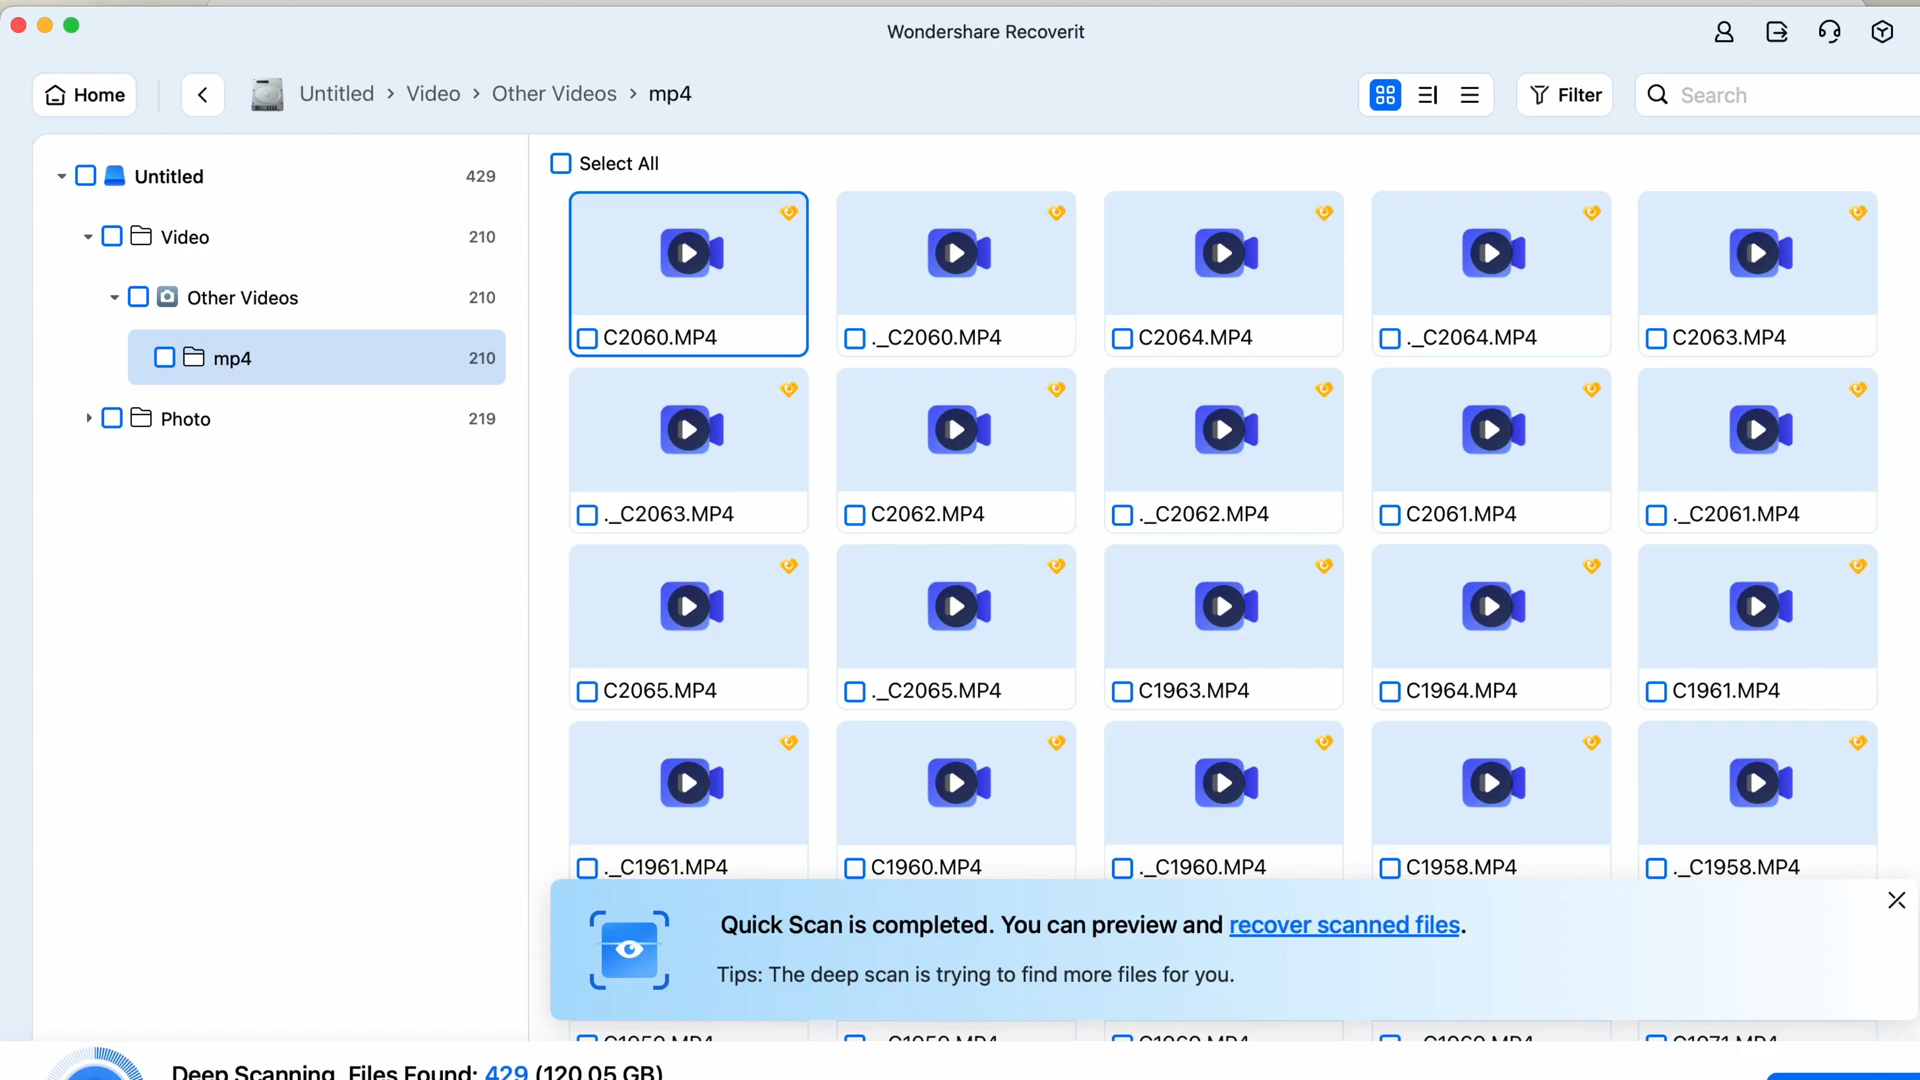 Wondershare Recoverit
Home
Untitled > Video > Other Videos > mp4
Filter
Search
Untitled 429
Video 210
Other Videos 210
mp4 210
Photo 219
Select All
C2060.MP4 ._C2060.MP4 C2064.MP4 ._C2064.MP4 C2063.MP4
._C2063.MP4 C2062.MP4 ._C2062.MP4 C2061.MP4 ._C2061.MP4
C2065.MP4 ._C2065.MP4 C1963.MP4 C1964.MP4 C1961.MP4
._C1961.MP4 C1960.MP4 ._C1960.MP4 C1958.MP4 ._C1958.MP4
Quick Scan is completed. You can preview and recover scanned files.
Tips: The deep scan is trying to find more files for you.
Deep Scanning, Files Found: 429 (120.05 GB)